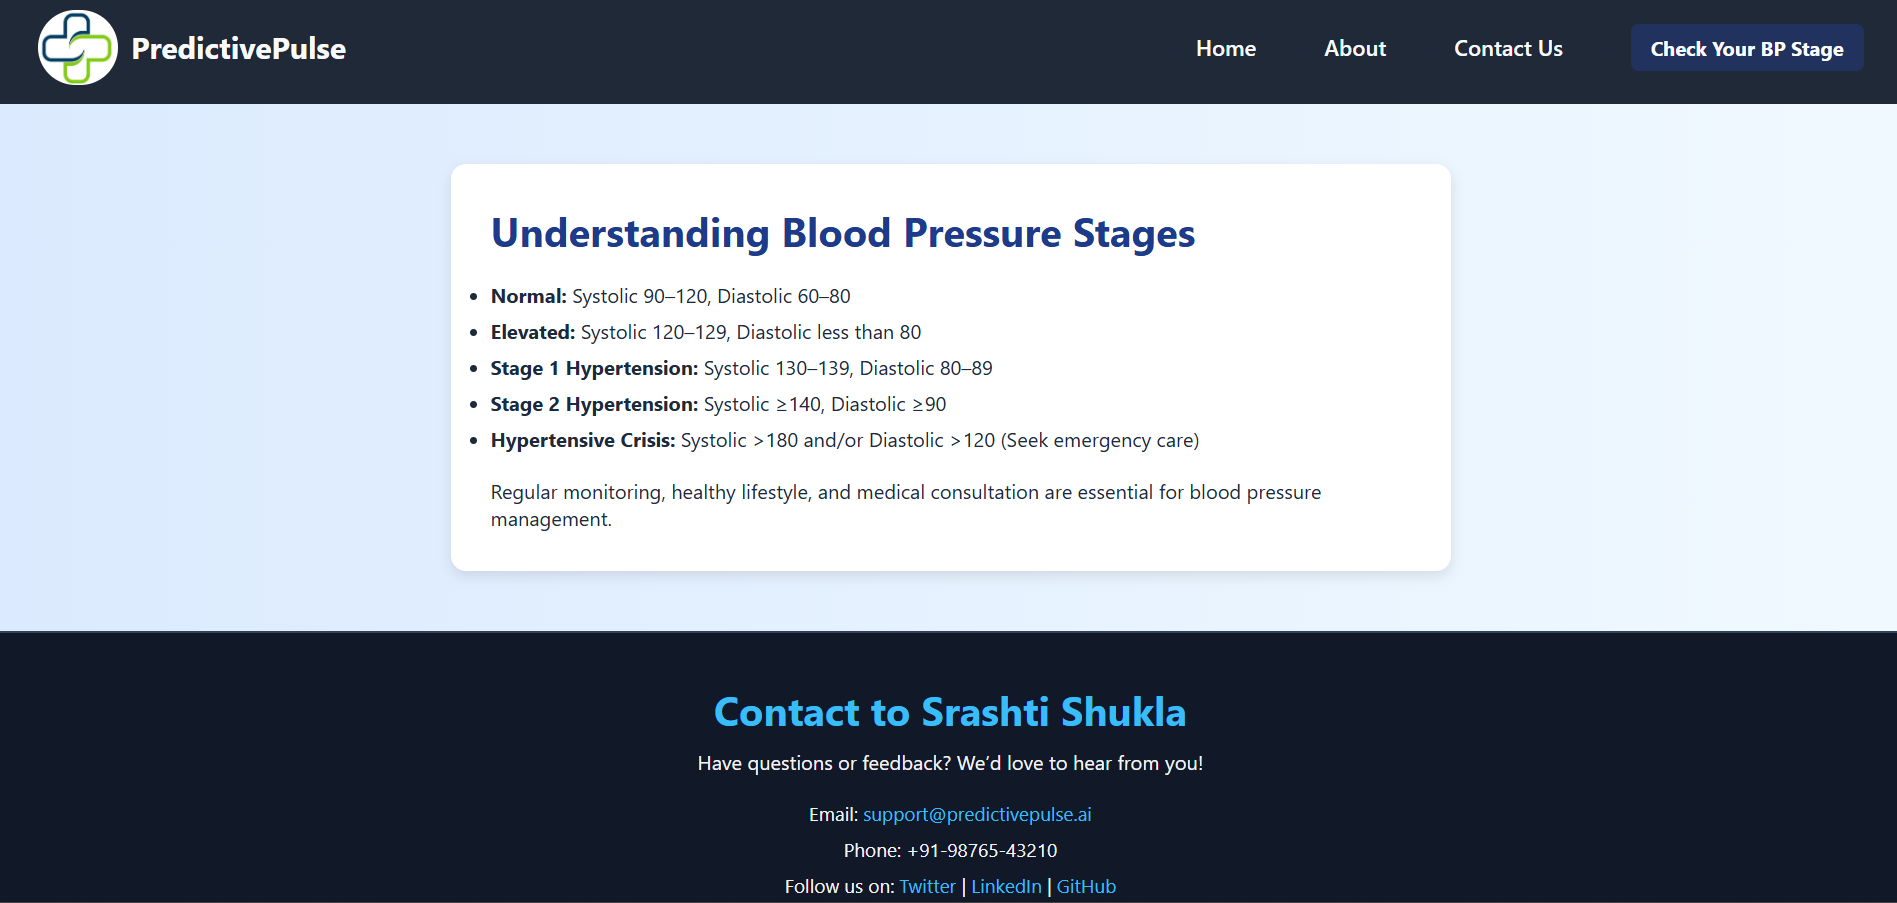 PredictivePulse
Home
About
Contact Us
Check Your BP Stage
Understanding Blood Pressure Stages
• Normal: Systolic 90–120, Diastolic 60–80
• Elevated: Systolic 120–129, Diastolic less than 80
• Stage 1 Hypertension: Systolic 130–139, Diastolic 80–89
• Stage 2 Hypertension: Systolic ≥140, Diastolic ≥90
• Hypertensive Crisis: Systolic >180 and/or Diastolic >120 (Seek emergency care)
Regular monitoring, healthy lifestyle, and medical consultation are essential for blood pressure
management.
Contact to Srashti Shukla
Have questions or feedback? We’d love to hear from you!
Email: support@predictivepulse.ai
Phone: +91-98765-43210
Follow us on: Twitter | LinkedIn | GitHub